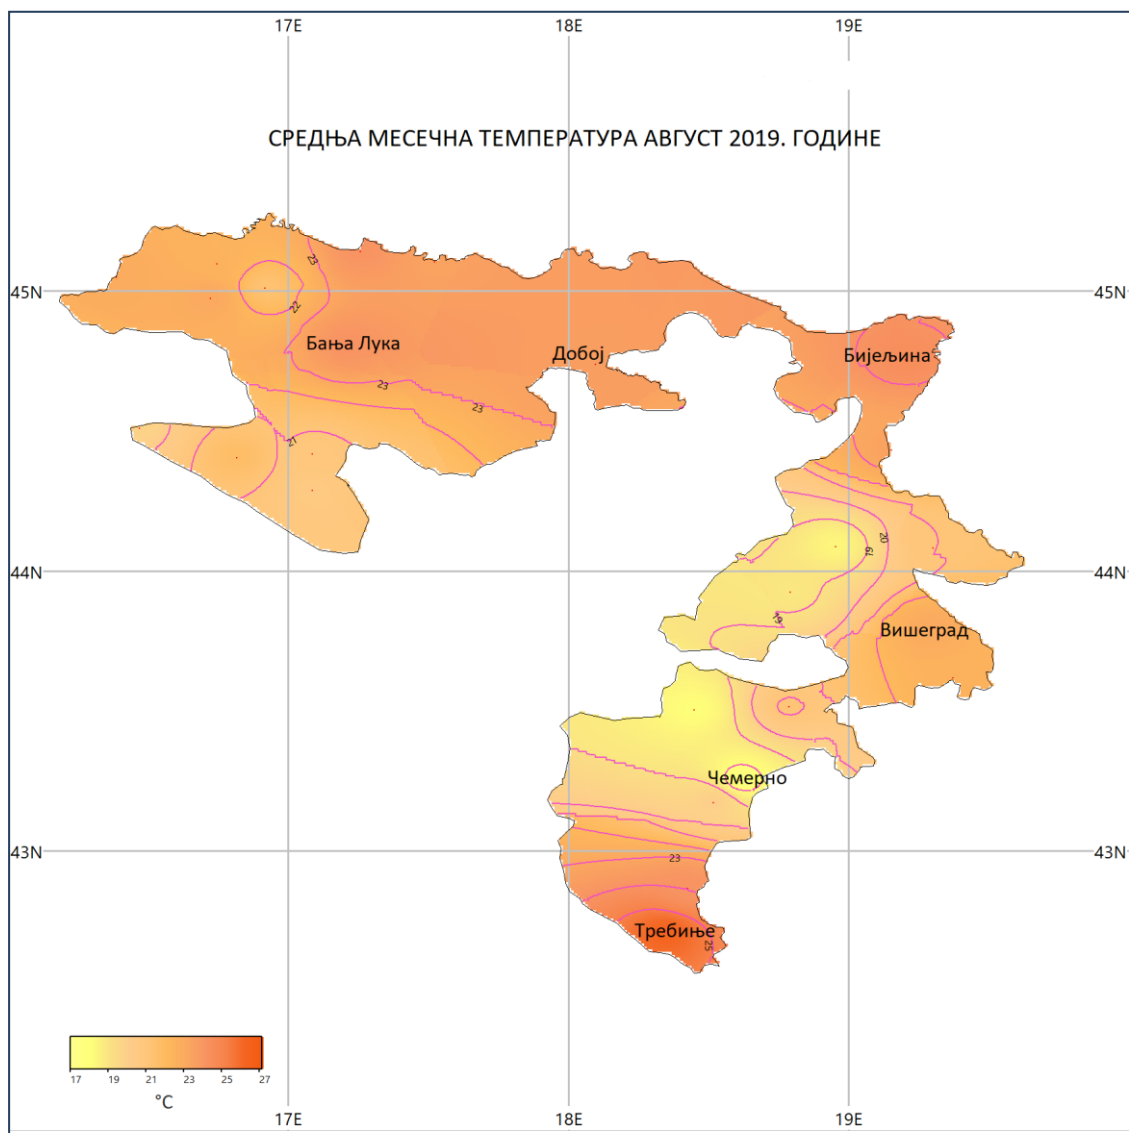 17E 18E 19E
СРЕДЊА МЕСЕЧНА ТЕМПЕРАТУРА АВГУСТ 2019. ГОДИНЕ
23
45N 45N
22
Бања Лука
Добој
Бијељина
23
23
21
20
19
44N 44N
19
Вишеград
Чемерно
43N 43N
23
Требиње
25
17 19 21 23 25 27
°C
17E 18E 19E